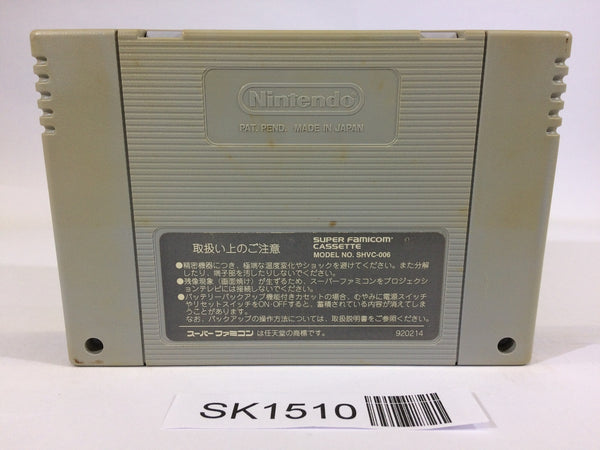 Nintendo
PAT. PEND. MADE IN JAPAN
取扱い上のご注意
SUPER FAMICOM
CASSETTE
MODEL NO. SHVC-006
●精密機器につき、極端な温度変化やショックを避けてください。また分解
したり、端子部を汚したりしないでください。
●残像現象(画面焼け)が生ずるため、スーパーファミコンをプロジェク
ションテレビには接続しないでください。
●バッテリーバックアップ機能付きカセットの場合、むやみに電源スイッチ
やリセットスイッチをON・OFFすると、蓄積されている内容が消えてしま
うことがあります。
なお、バックアップの操作方法については、取扱説明書をご参照ください。
スーパーファミコン は任天堂の商標です。
920214
SK1510